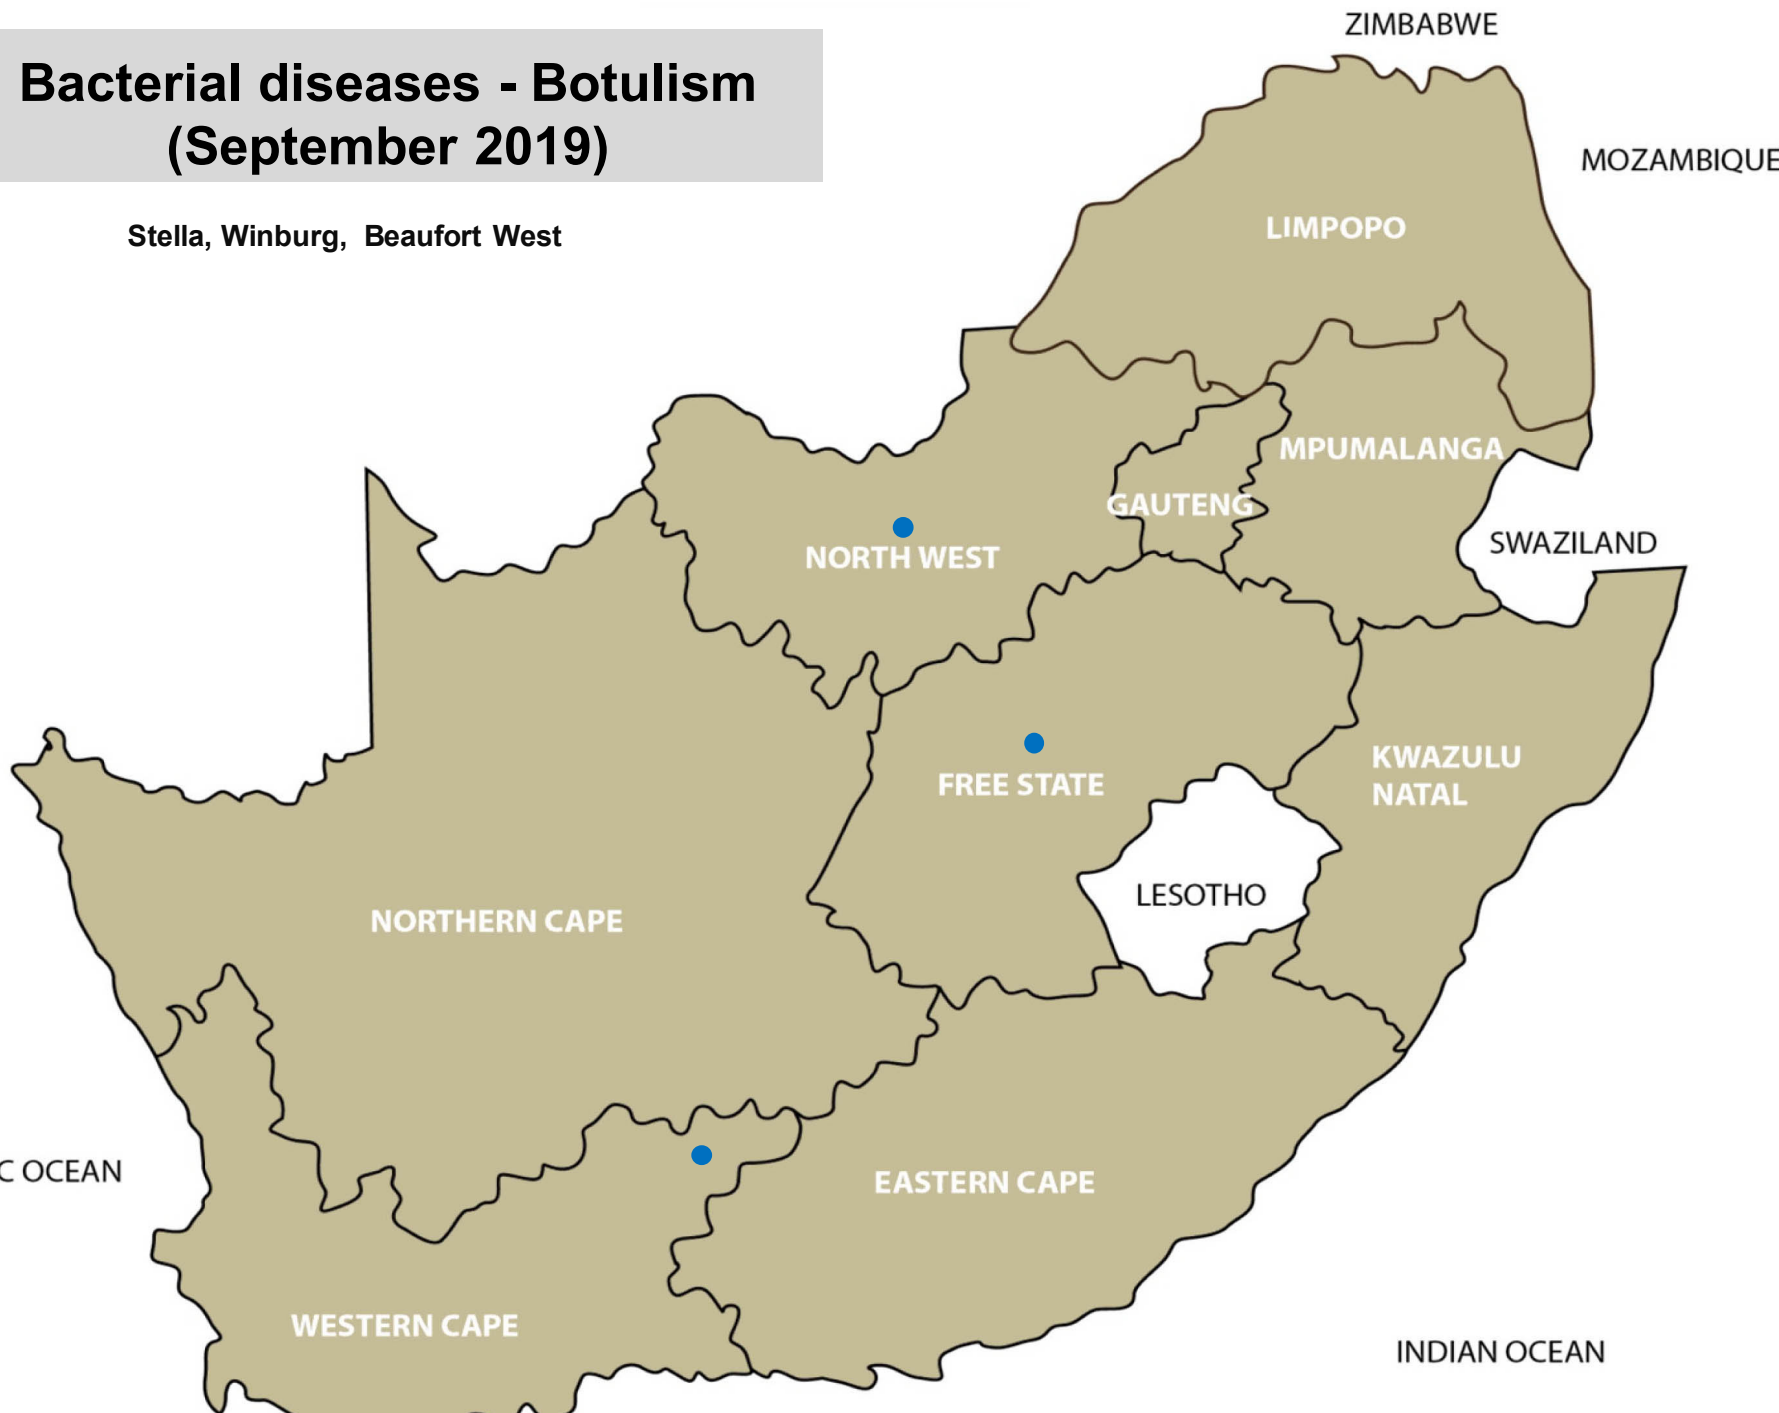 Bacterial diseases - Botulism
(September 2019)
Stella, Winburg, Beaufort West
ZIMBABWE
MOZAMBIQUE
LIMPOPO
MPUMALANGA
GAUTENG
SWAZILAND
NORTH WEST
KWAZULU
NATAL
FREE STATE
LESOTHO
NORTHERN CAPE
C OCEAN
EASTERN CAPE
WESTERN CAPE
INDIAN OCEAN